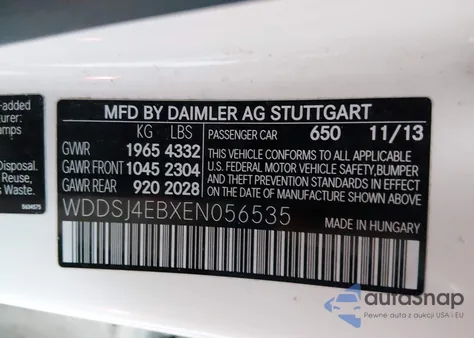 -added
turer:
amps
Disposal.
Reuse,
s Waste.
MFD BY DAIMLER AG STUTTGART
KG LBS PASSENGER CAR 650 11/13
GVWR 1965 4332
GAWR FRONT 1045 2304
GAWR REAR 920 2028
THIS VEHICLE CONFORMS TO ALL APPLICABLE
U.S. FEDERAL MOTOR VEHICLE SAFETY, BUMPER
AND THEFT PREVENTION STANDARDS IN EFFECT
ON THE DATE OF MANUFACTURE SHOWN ABOVE.
WDDSJ4EBXEN056535
MADE IN HUNGARY
autosnap
Pewne auta z aukcji USA i EU